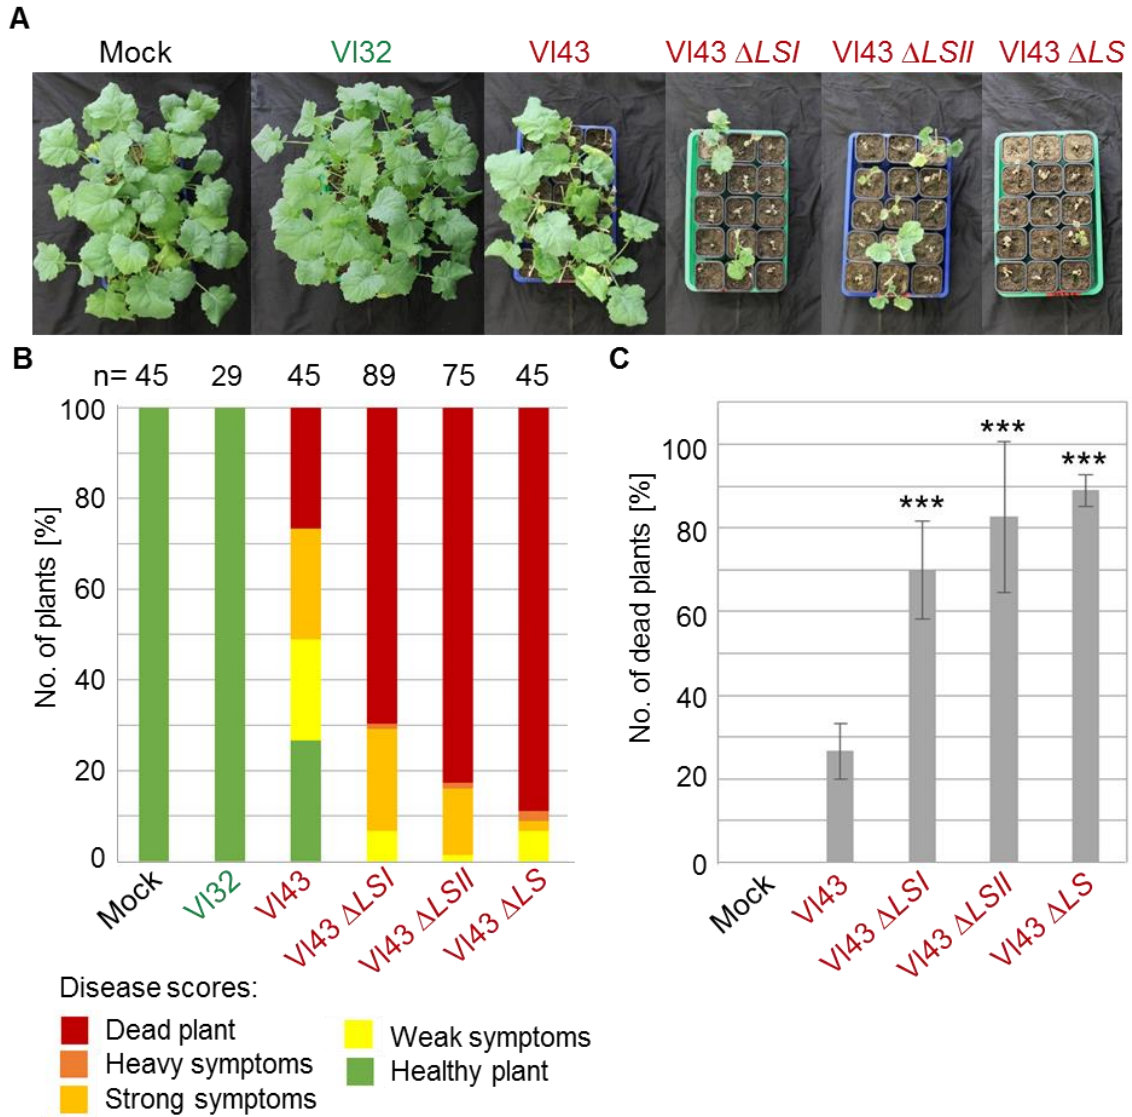 A
Mock VI32 VI43 VI43 ΔLSI VI43 ΔLSII VI43 ΔLS
B
n= 45 29 45 89 75 45
No. of plants [%]
100
80
60
40
20
0
Mock VI32 VI43 VI43 ΔLSI VI43 ΔLSII VI43 ΔLS
Disease scores:
Dead plant
Heavy symptoms
Strong symptoms
Weak symptoms
Healthy plant
C
No. of dead plants [%]
100
80
60
40
20
0
*** *** ***
Mock VI43 VI43 ΔLSI VI43 ΔLSII VI43 ΔLS